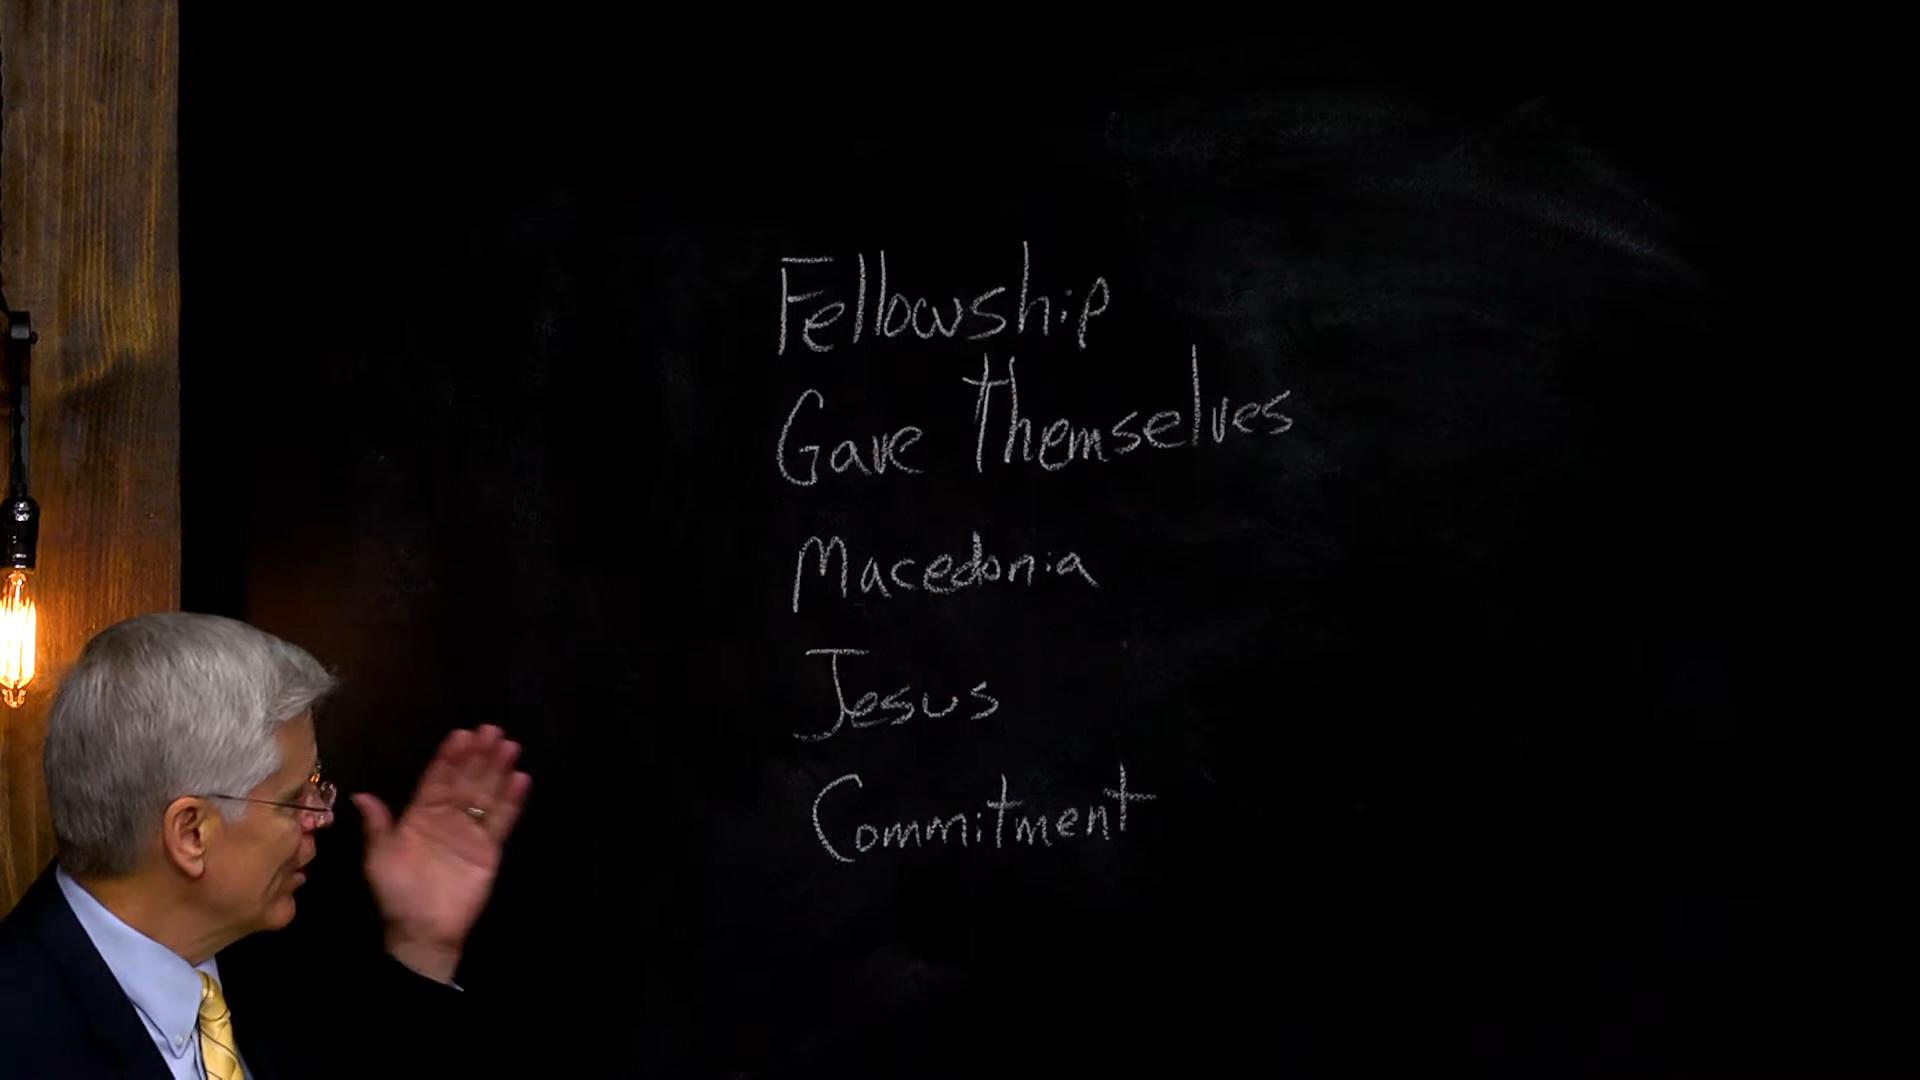 Fellowship
Gave Themselves
Macedonia
Jesus
Commitment